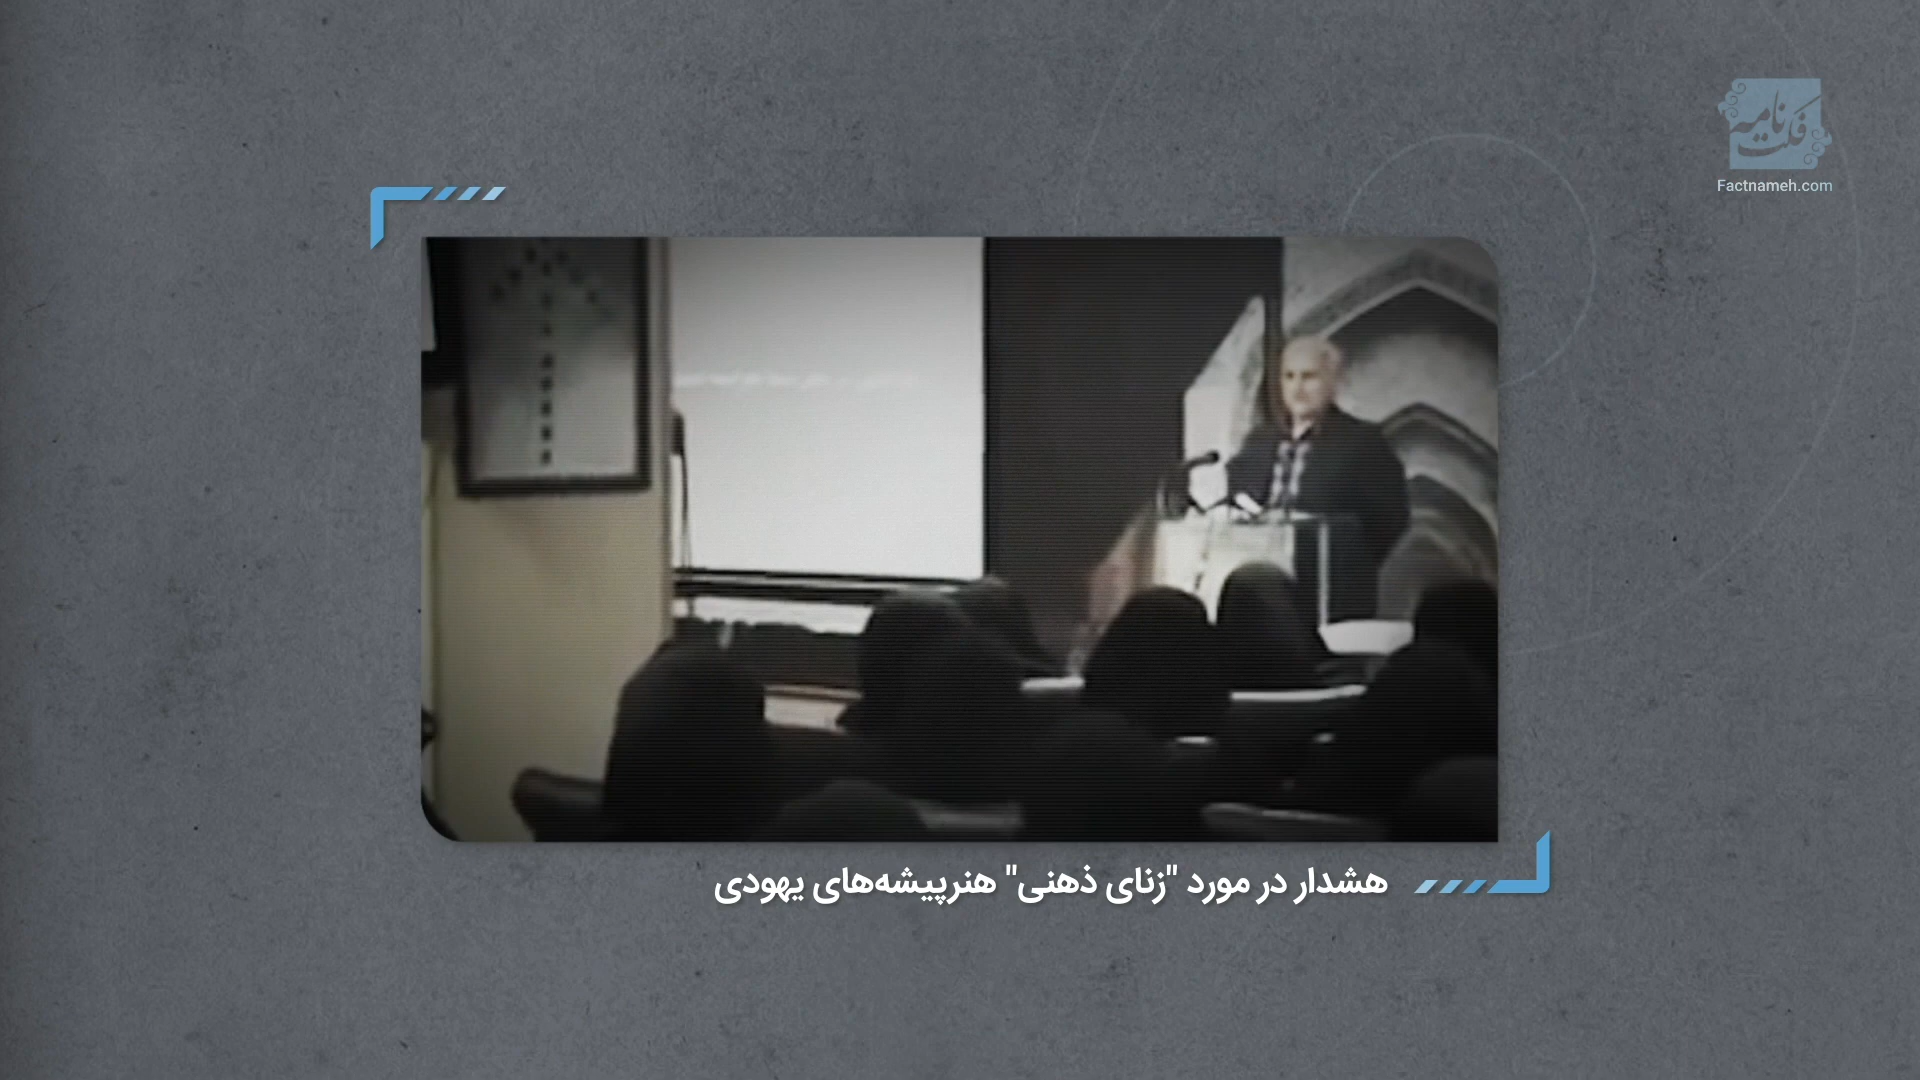 فکت‌نامه
Factnameh.com
هشدار در مورد "زنای ذهنی" هنرپیشه‌های یهودی